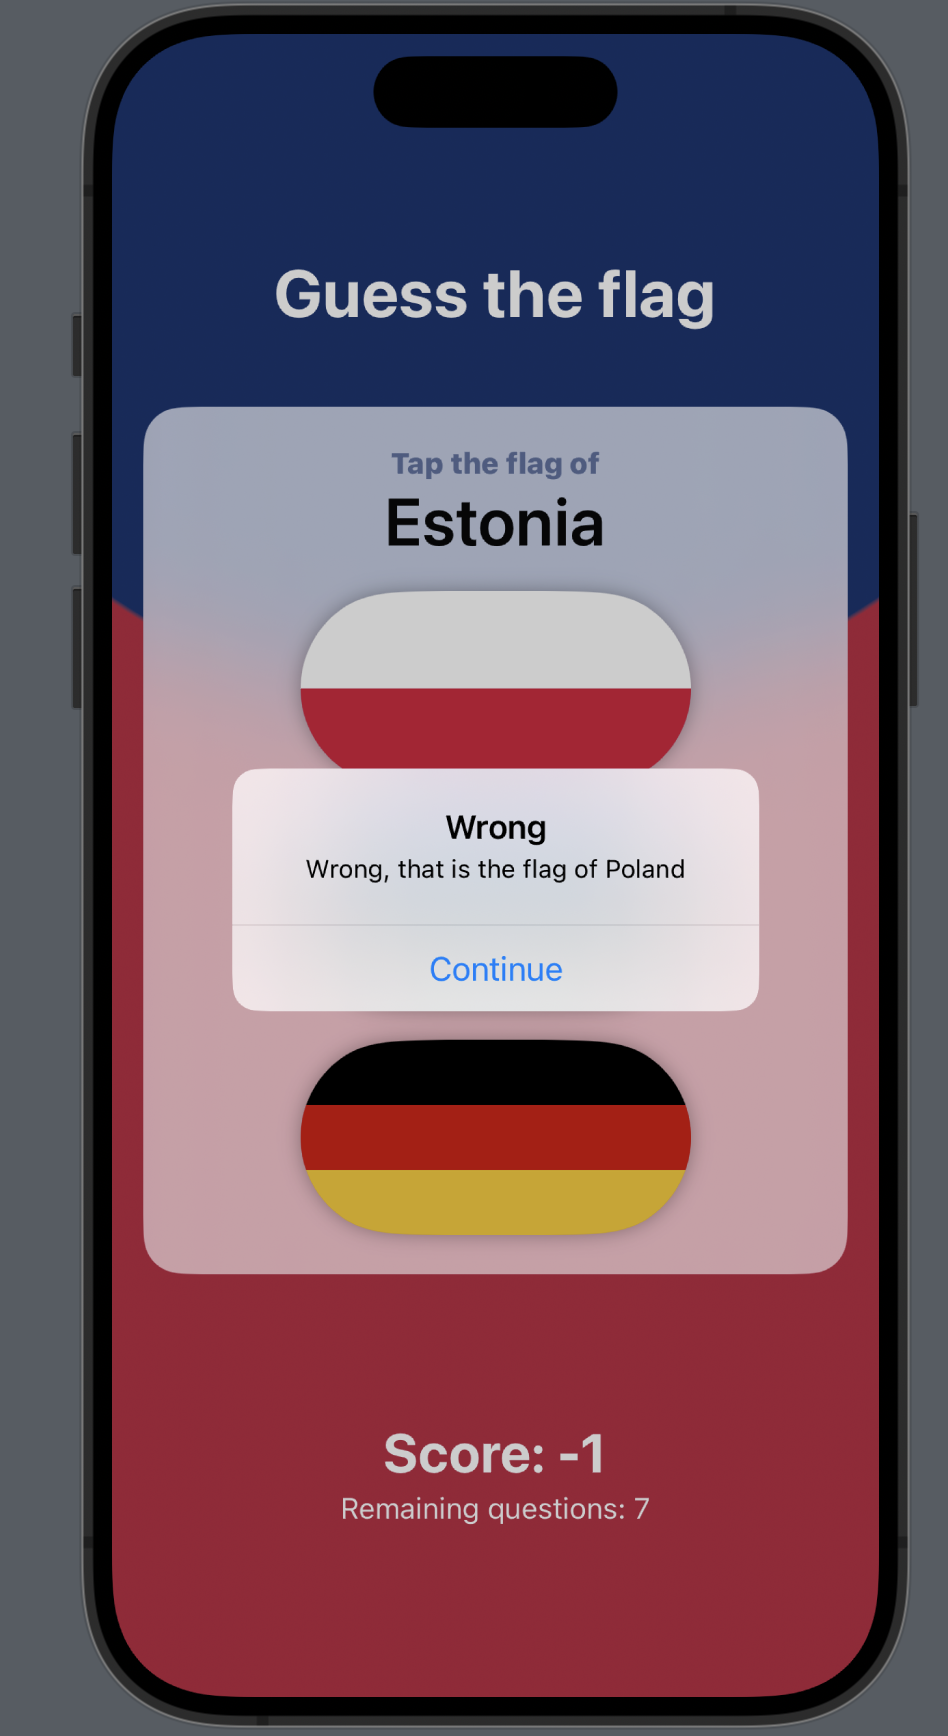 Guess the flag
Tap the flag of
Estonia
Wrong
Wrong, that is the flag of Poland
Continue
Score: -1
Remaining questions: 7